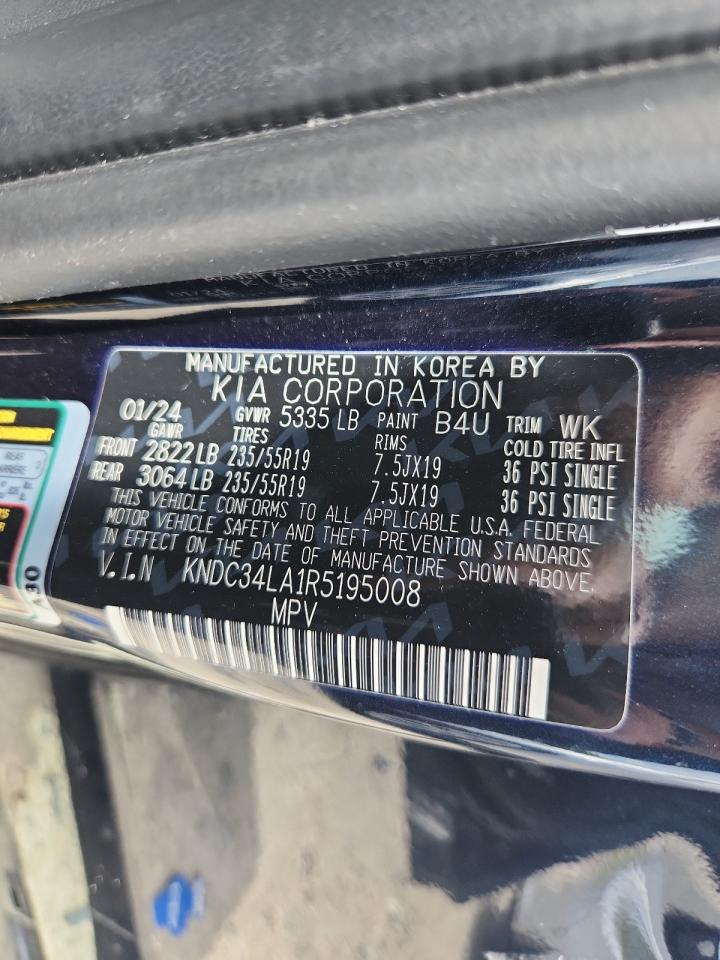 MANUFACTURED IN KOREA BY
KIA CORPORATION
01/24 GVWR 5335 LB PAINT B4U TRIM WK
GAWR TIRES RIMS COLD TIRE INFL
FRONT 2822 LB 235/55R19 7.5JX19 36 PSI SINGLE
REAR 3064 LB 235/55R19 7.5JX19 36 PSI SINGLE
THIS VEHICLE CONFORMS TO ALL APPLICABLE U.S.A. FEDERAL
MOTOR VEHICLE SAFETY AND THEFT PREVENTION STANDARDS
IN EFFECT ON THE DATE OF MANUFACTURE SHOWN ABOVE.
V.I.N KNDC34LA1R5195008
MPV
REAR